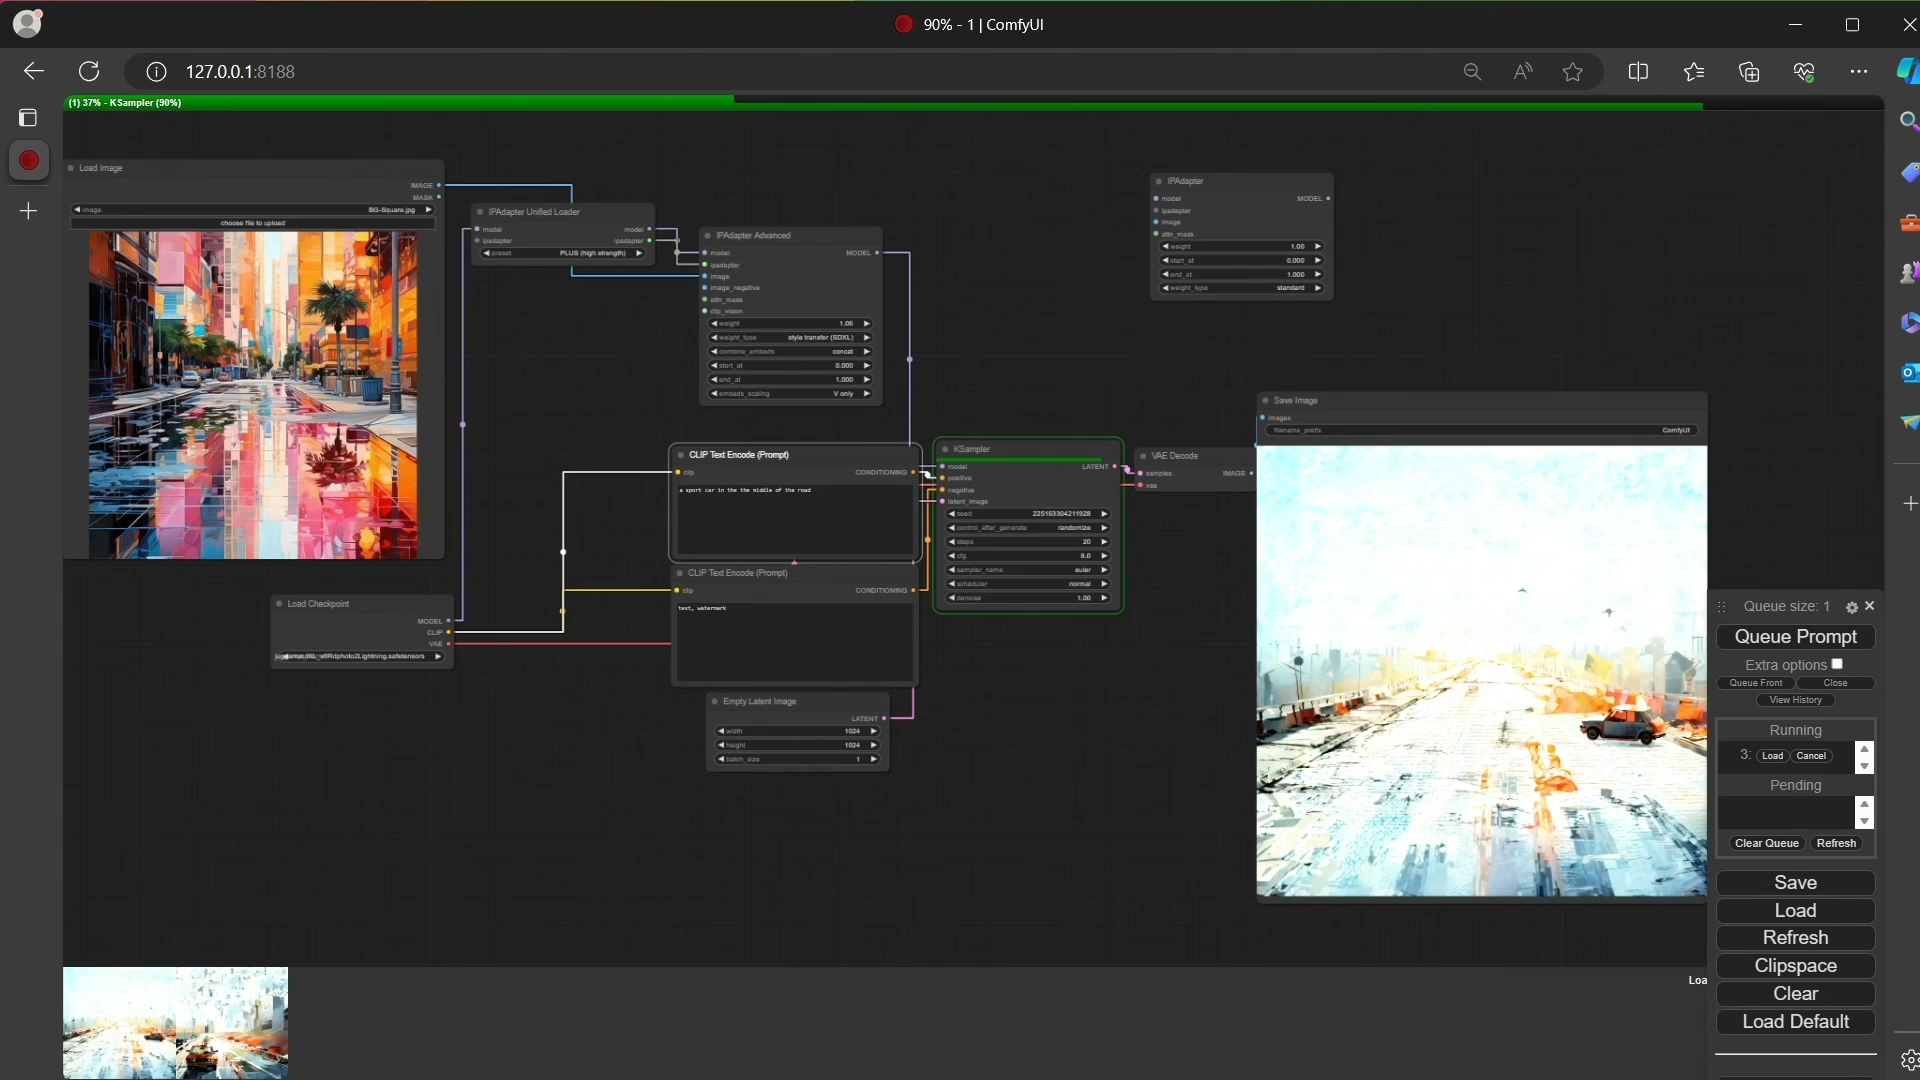 90% - 1 | ComfyUI
127.0.0.1:8188
(1) 37% - KSampler (90%)
Load Image
IMAGE
MASK
image BG-Square.jpg
choose file to upload
IPAdapter Unified Loader
model model
ipadapter ipadapter
preset PLUS (high strength)
IPAdapter Advanced
model MODEL
ipadapter
image
image_negative
attn_mask
clip_vision
weight 1.05
weight_type style transfer (SDXL)
combine_embeds concat
start_at 0.000
end_at 1.000
embeds_scaling V only
IPAdapter
model MODEL
ipadapter
image
attn_mask
weight 1.00
start_at 0.000
end_at 1.000
weight_type standard
Load Checkpoint
MODEL
CLIP
VAE
CLIP Text Encode (Prompt)
clip CONDITIONING
a sport car in the the middle of the road
CLIP Text Encode (Prompt)
clip CONDITIONING
text, watermark
Empty Latent Image
LATENT
width 1024
height 1024
batch_size 1
KSampler
model LATENT
positive
negative
latent_image
seed 225163304211928
control_after_generate randomize
steps 20
cfg 8.0
sampler_name euler
scheduler normal
denoise 1.00
VAE Decode
samples IMAGE
vae
Save Image
images
filename_prefix ComfyUI
Queue size: 1
Queue Prompt
Extra options
Queue Front Close
View History
Running
3: Load Cancel
Pending
Clear Queue Refresh
Save
Load
Refresh
Clipspace
Clear
Load Default
Loa